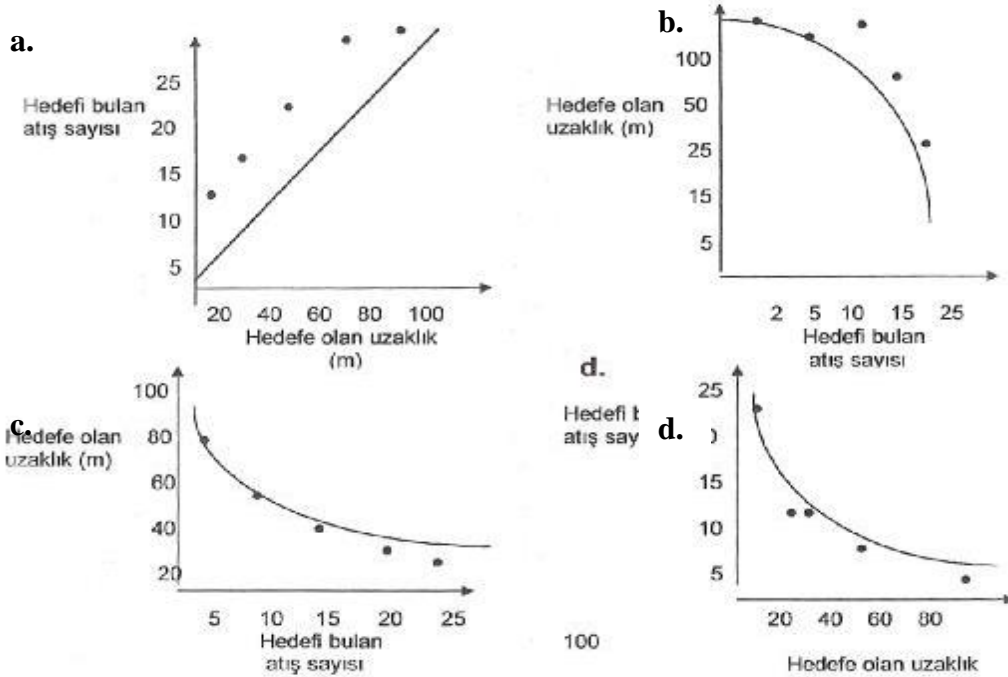 a.
Hedefi bulan
atış sayısı
25
20
15
10
5
20 40 60 80 100
Hedefe olan uzaklık
(m)
b.
Hedefe olan
uzaklık (m)
100
50
25
15
5
2 5 10 15 25
Hedefi bulan
atış sayısı
c.
Hedefe olan
uzaklık (m)
100
80
60
40
20
5 10 15 20 25
Hedefi bulan
atış sayısı
d.
Hedefi
atış
d.
25
15
10
5
20 40 60 80
100
Hedefe olan uzaklık